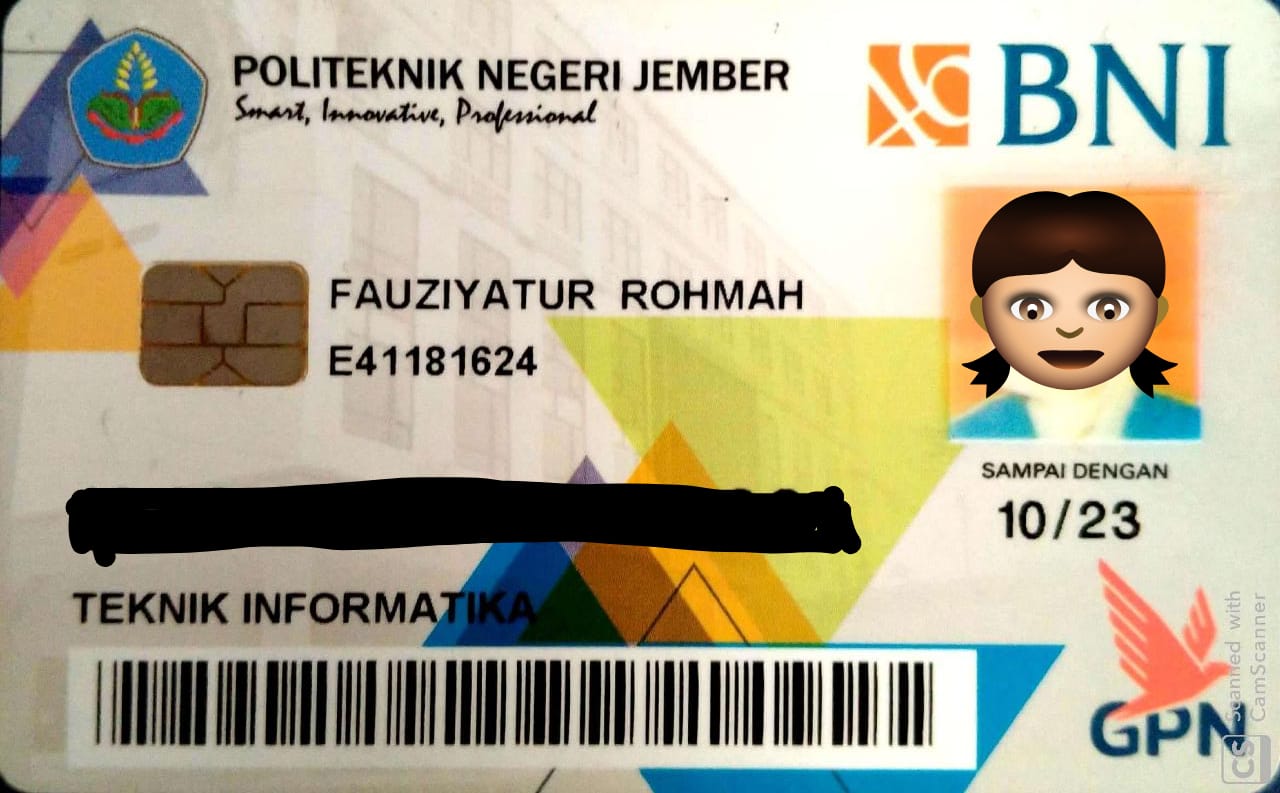 POLITEKNIK NEGERI JEMBER
Smart, Innovative, Professional
BNI
FAUZIYATUR ROHMAH
E41181624
SAMPAI DENGAN
10/23
TEKNIK INFORMATIKA
GPN
CS Scanned with
CamScanner